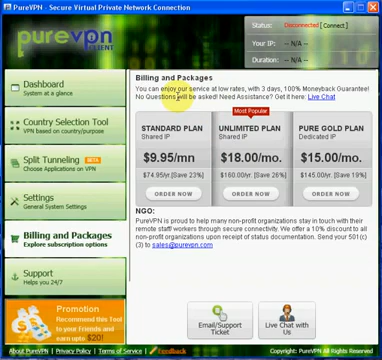 PureVPN - Secure Virtual Private Network Connection
purevpn
CLIENT
Status: Disconnected [ Connect ]
Your IP: -- N/A --
Server: -- N/A --
Dashboard
System at a glance
Country Selection Tool
VPN based on country/purpose
Split Tunneling BETA
Choose Applications on VPN
Settings
General System Settings
Billing and Packages
Explore subscription options
Support
Helps you 24/7
Promotion
Recommend this Tool
to your Friends and
earn upto $20!
Billing and Packages
You can enjoy our service at low rates, with 3 days, 100% Moneyback Guarantee!
No Questions will be asked! Need Assistance? Get it here: Live Chat
Most Popular
STANDARD PLAN
Shared IP
$9.95/mn
$74.95/yr [Save 23%]
ORDER NOW
UNLIMITED PLAN
Shared IP
$18.00/mo.
[Save 26%]
ORDER NOW
PURE GOLD PLAN
Dedicated IP
$15.00/mo.
$145.00/yr [Save 19%]
ORDER NOW
NGO:
PureVPN is proud to help many non-profit organizations stay in touch with their
remote staff workers through secure connectivity. We offer a 10% discount to all
non-profit organizations upon receipt of status documentation. Send your 501(c)
(3) to sales@purevpn.com
Email/Support
Ticket
Live Chat with
Us
About PureVPN | Privacy Policy | Terms of Service | Feedback
All Rights Reserved